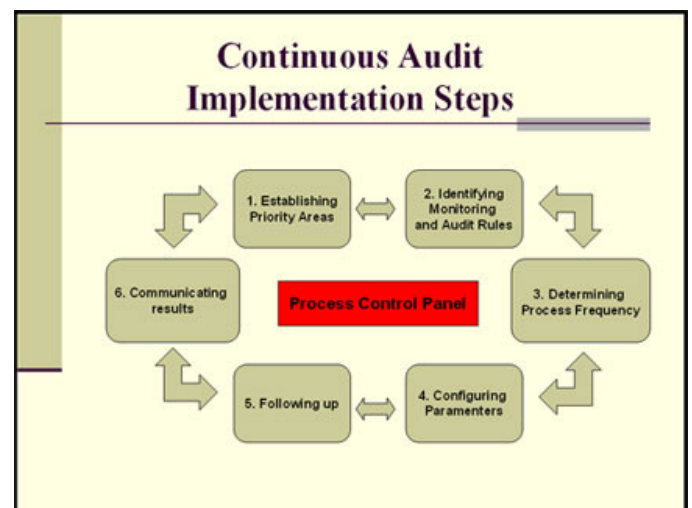 Continuous Audit
Implementation Steps
1. Establishing
Priority Areas
2. Identifying
Monitoring
and Audit Rules
6. Communicating
results
Process Control Panel
3. Determining
Process Frequency
5. Following up
4. Configuring
Paramenters